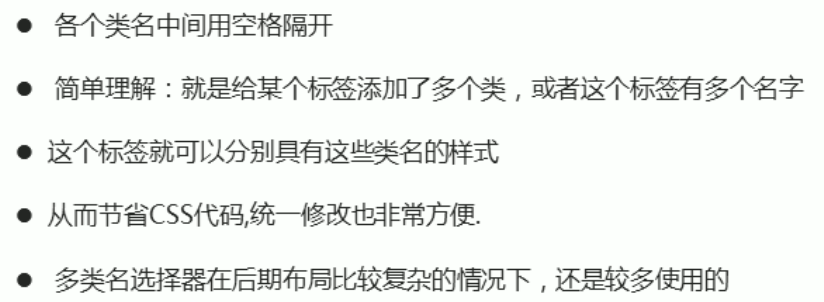 ● 各个类名中间用空格隔开
● 简单理解：就是给某个标签添加了多个类，或者这个标签有多个名字
● 这个标签就可以分别具有这些类名的样式
● 从而节省CSS代码,统一修改也非常方便.
● 多类名选择器在后期布局比较复杂的情况下，还是较多使用的